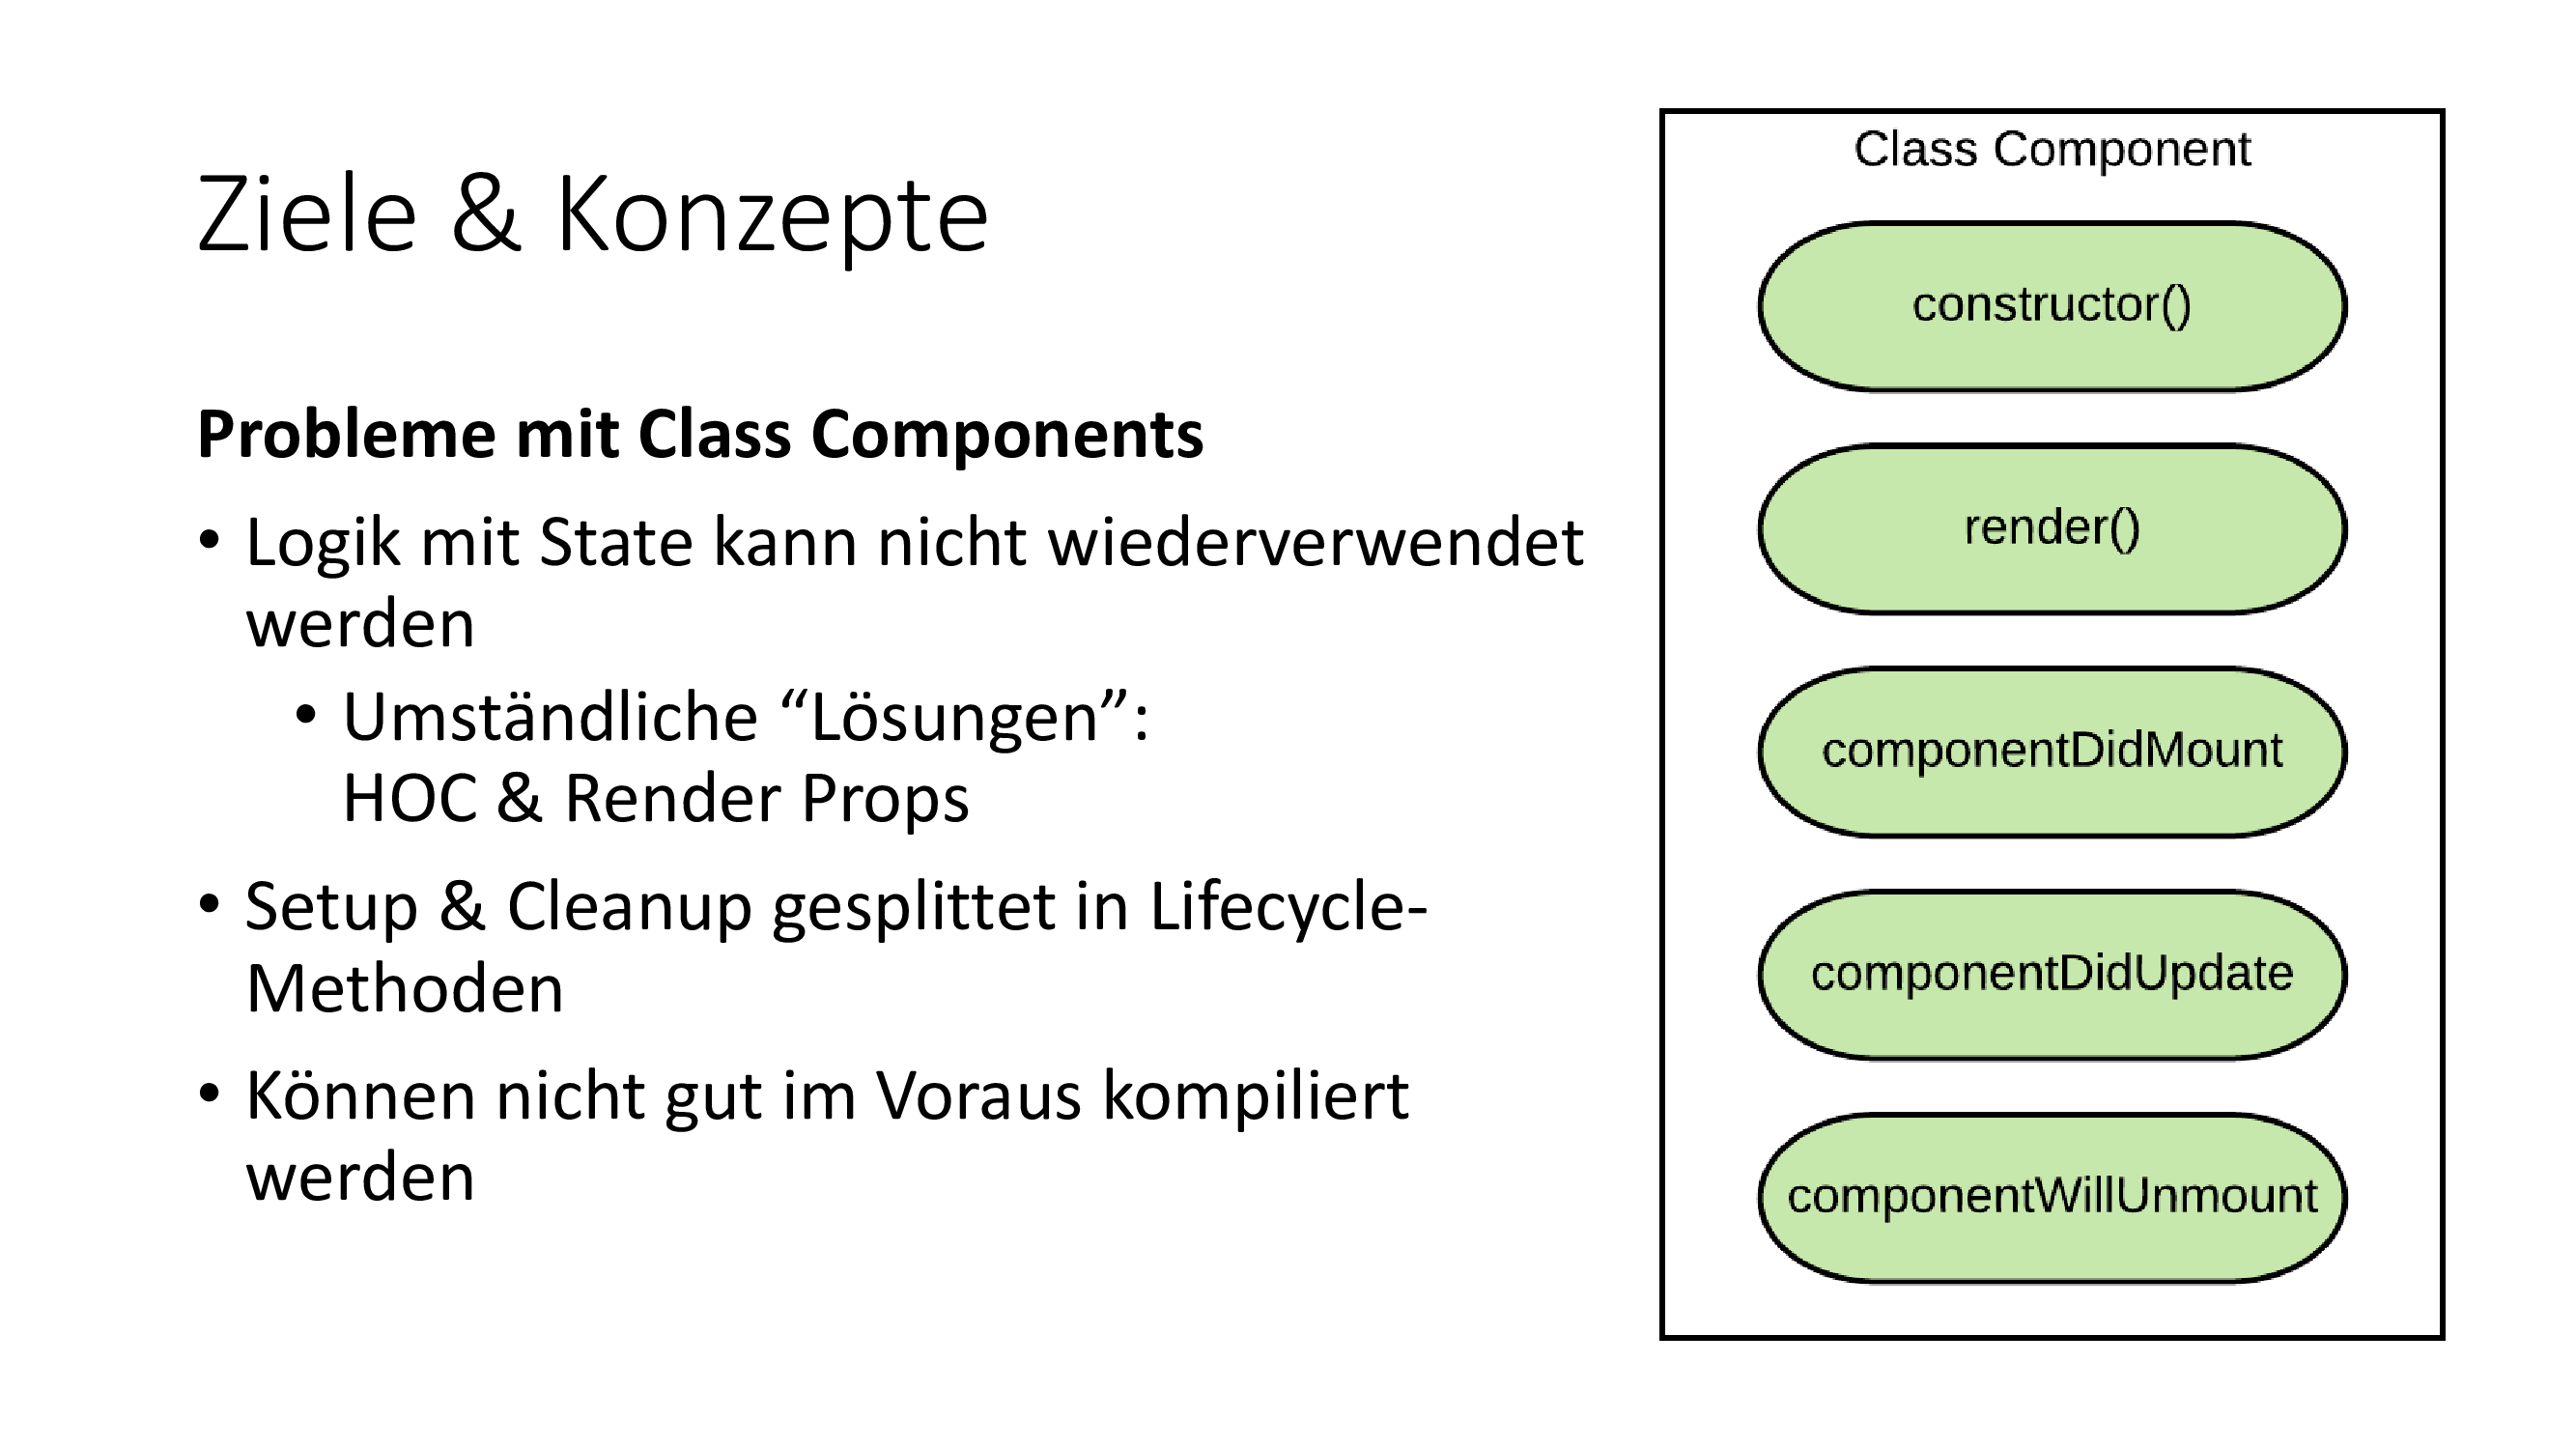 Ziele & Konzepte
Probleme mit Class Components
• Logik mit State kann nicht wiederverwendet
werden
• Umständliche “Lösungen”:
HOC & Render Props
• Setup & Cleanup gesplittet in Lifecycle-
Methoden
• Können nicht gut im Voraus kompiliert
werden
Class Component
constructor()
render()
componentDidMount
componentDidUpdate
componentWillUnmount